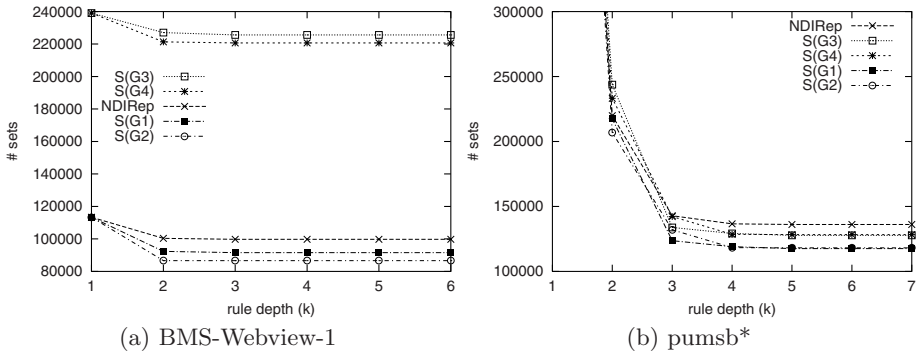 240000
220000
200000
180000
160000
140000
120000
100000
80000
# sets
S(G3)
S(G4)
NDIRep
S(G1)
S(G2)
1 2 3 4 5 6
rule depth (k)
(a) BMS-Webview-1
300000
250000
200000
150000
100000
# sets
NDIRep
S(G3)
S(G4)
S(G1)
S(G2)
1 2 3 4 5 6 7
rule depth (k)
(b) pumsb*